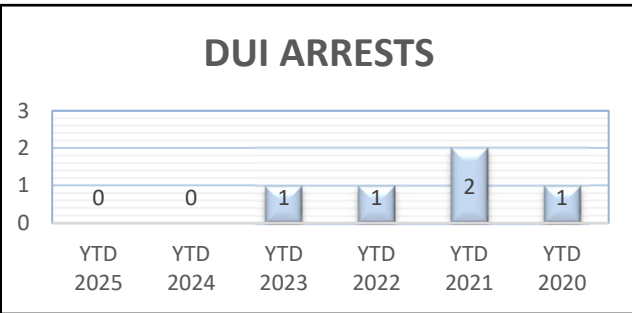 DUI ARRESTS
3
2
1
0
0 0 1 1 2 1
YTD YTD YTD YTD YTD YTD
2025 2024 2023 2022 2021 2020